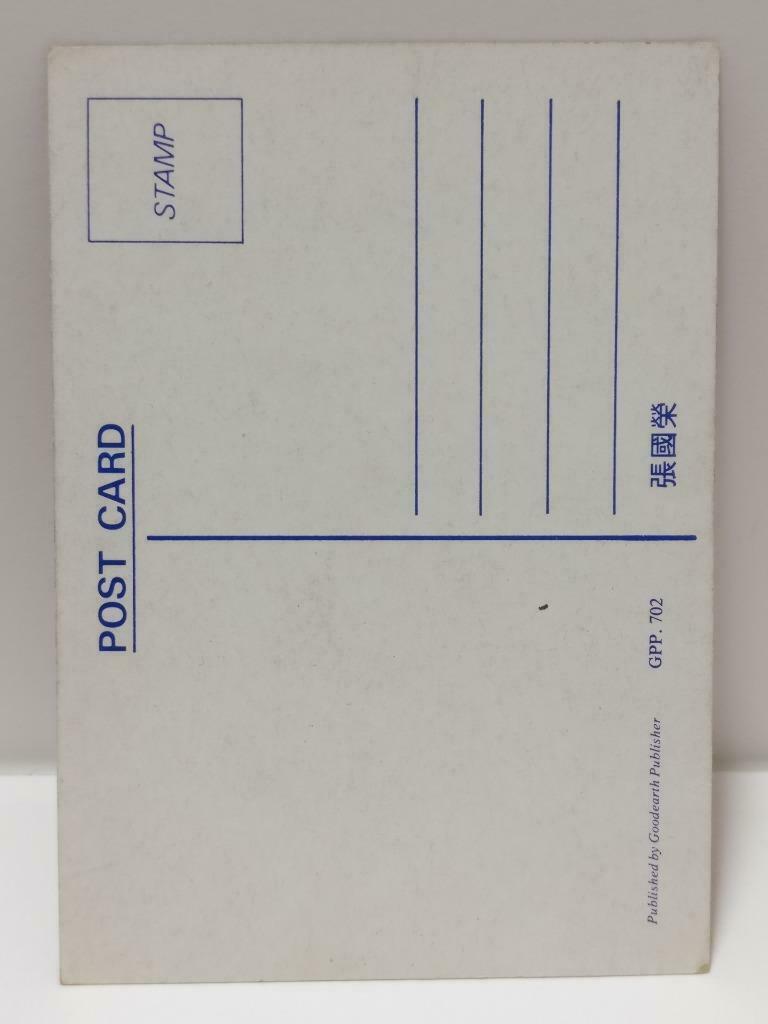 POST CARD
STAMP
Published by Goodearth Publisher
GPP. 702
張國榮